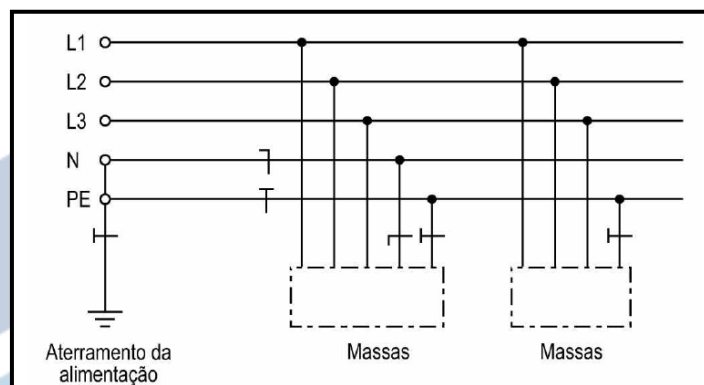 L1
L2
L3
N
PE
Aterramento da
alimentação
Massas
Massas